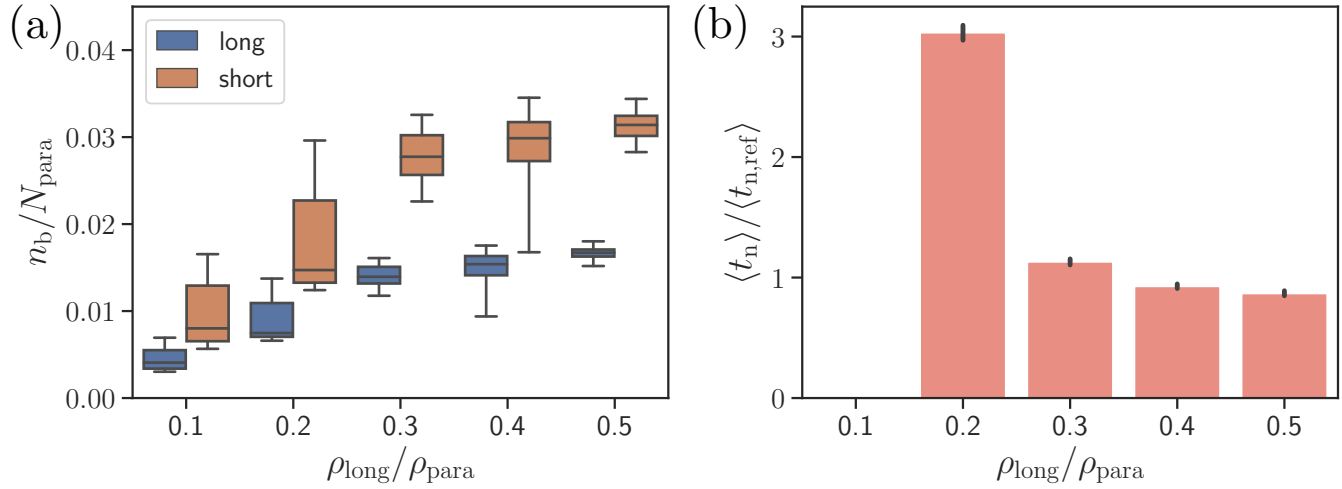 (a)
long
short
0.04
0.03
0.02
0.01
0.00
n_b/N_para
0.1 0.2 0.3 0.4 0.5
ρ_long/ρ_para
(b)
3
2
1
0
⟨t_n⟩/⟨t_n,ref⟩
0.1 0.2 0.3 0.4 0.5
ρ_long/ρ_para